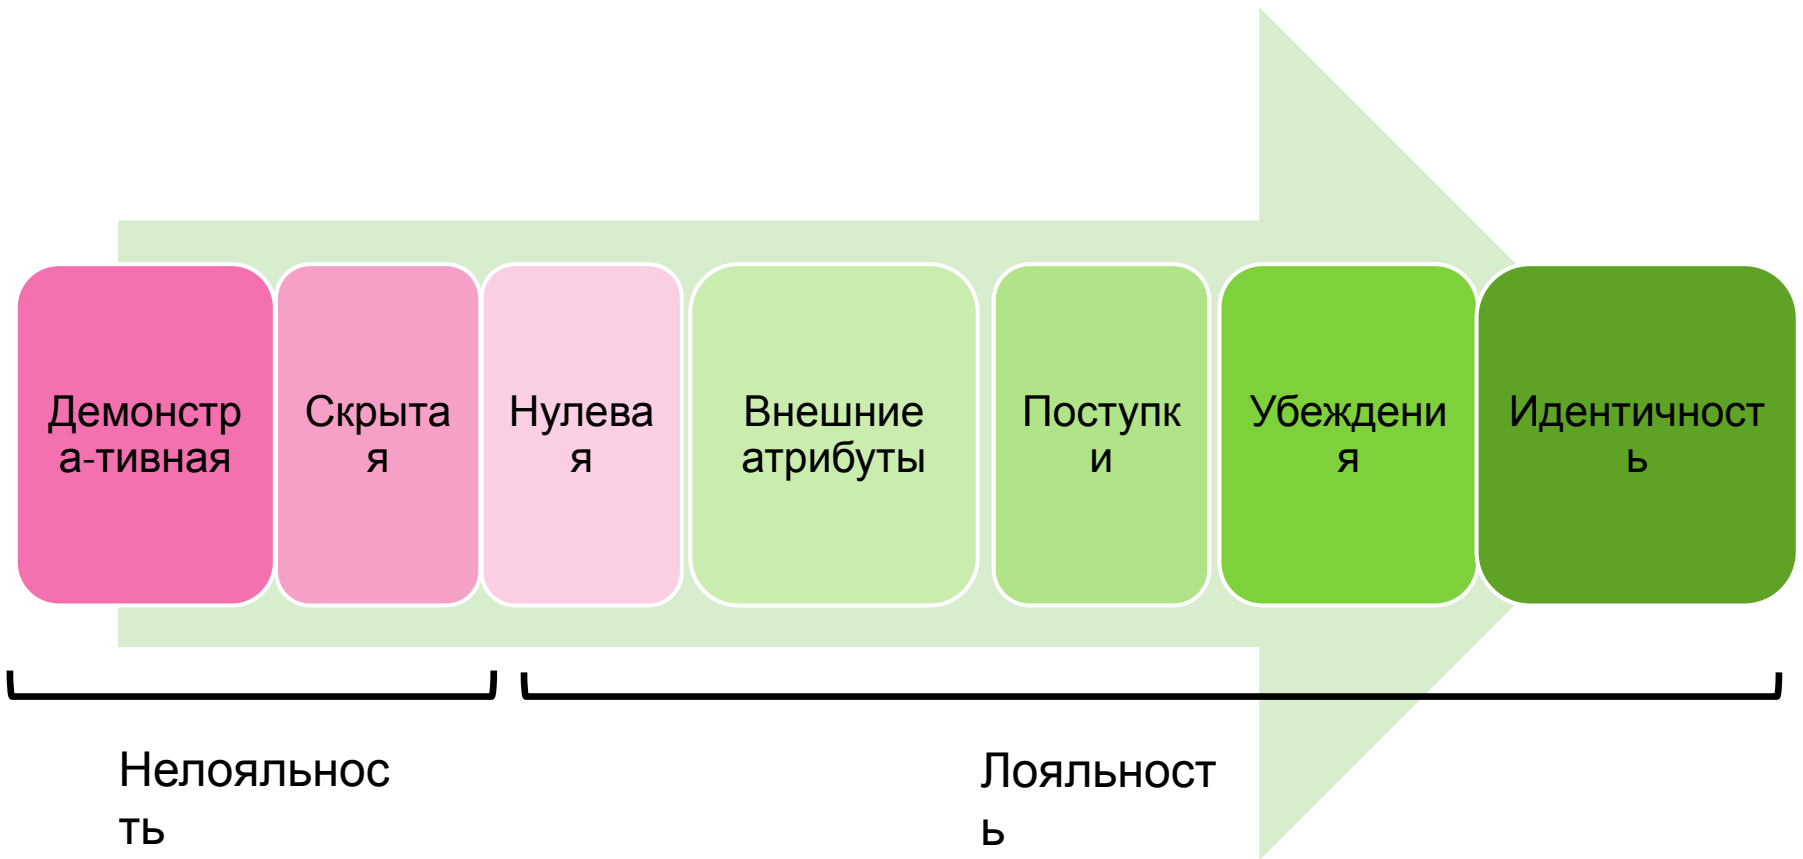 Демонстр
а-тивная
Скрыта
я
Нулева
я
Внешние
атрибуты
Поступк
и
Убеждени
я
Идентичност
ь
Нелояльнос
ть
Лояльност
ь